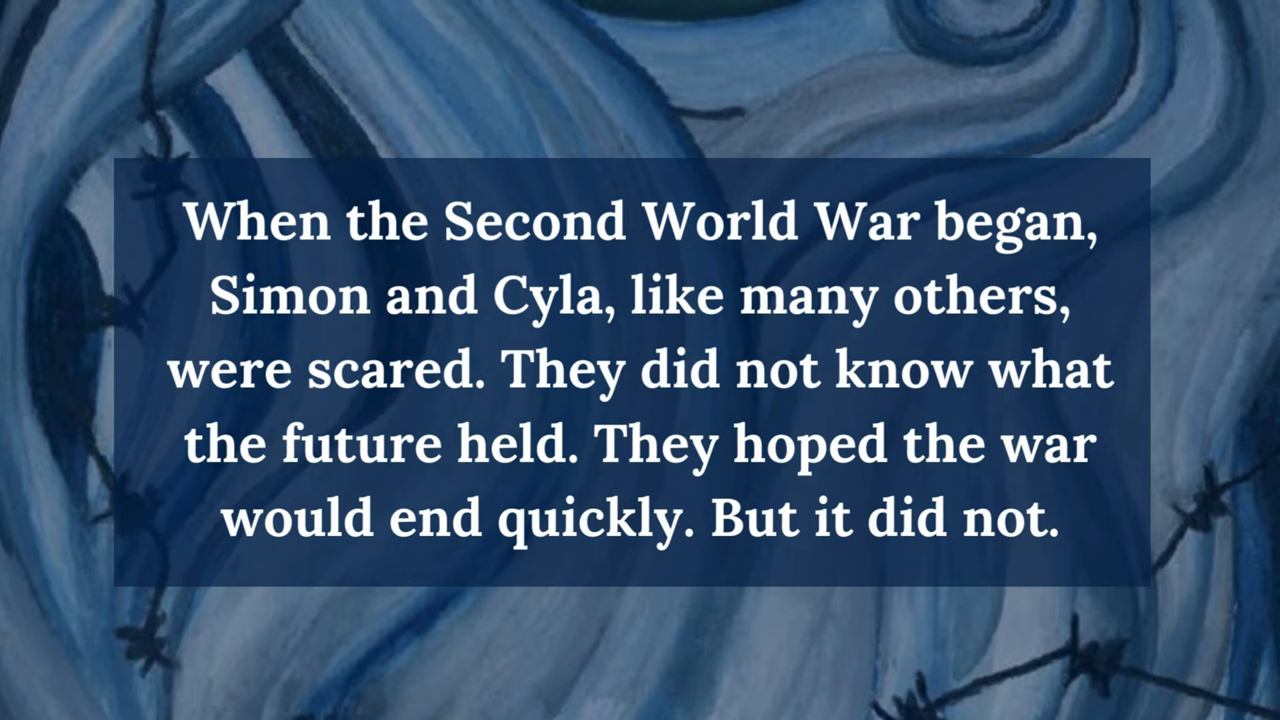 When the Second World War began,
Simon and Cyla, like many others,
were scared. They did not know what
the future held. They hoped the war
would end quickly. But it did not.